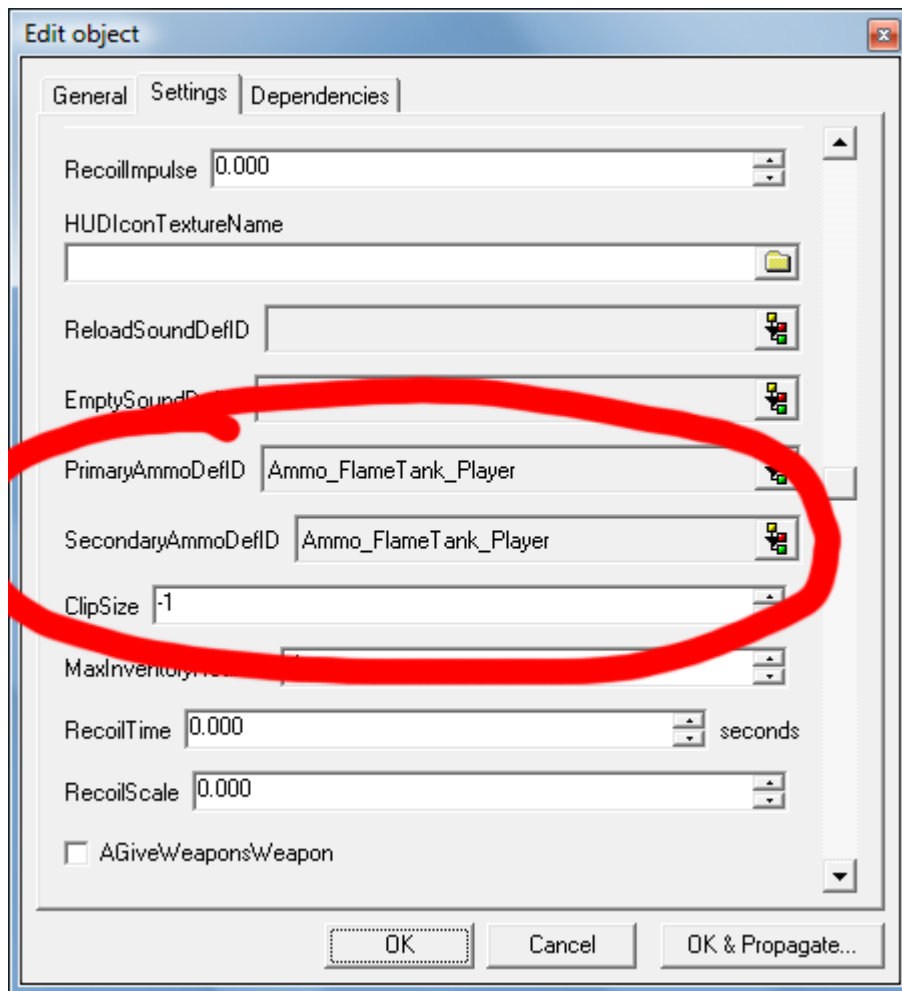 Edit object
General Settings Dependencies
RecoilImpulse 0.000
HUDIconTextureName
ReloadSoundDefID
PrimaryAmmoDefID Ammo_FlameTank_Player
SecondaryAmmoDefID Ammo_FlameTank_Player
ClipSize -1
RecoilTime 0.000 seconds
RecoilScale 0.000
AGiveWeaponsWeapon
OK Cancel OK & Propagate...